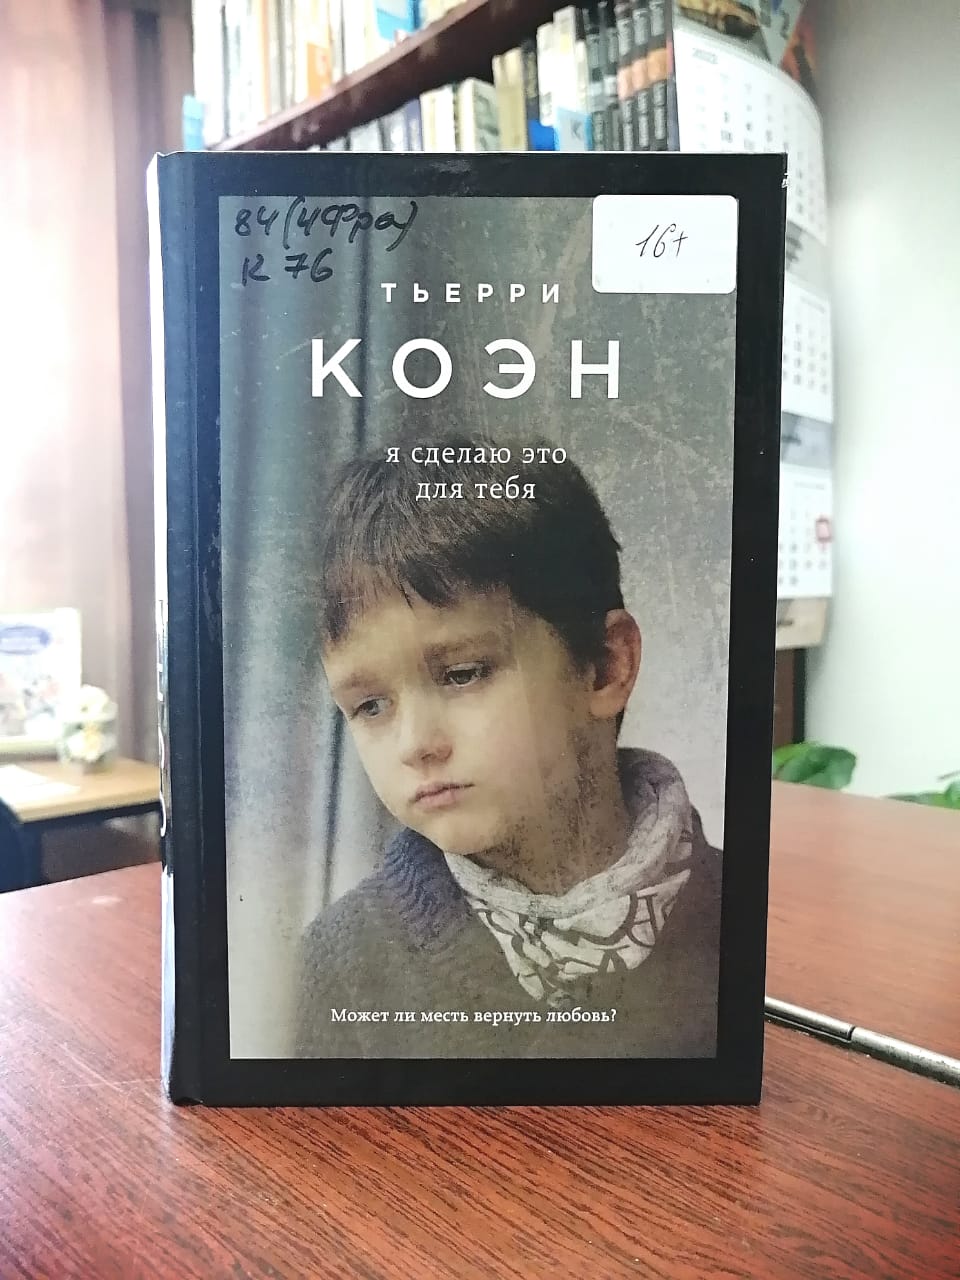 84(4Фра)
К 76
16+
ТЬЕРРИ
КОЭН
я сделаю это
для тебя
Может ли месть вернуть любовь?